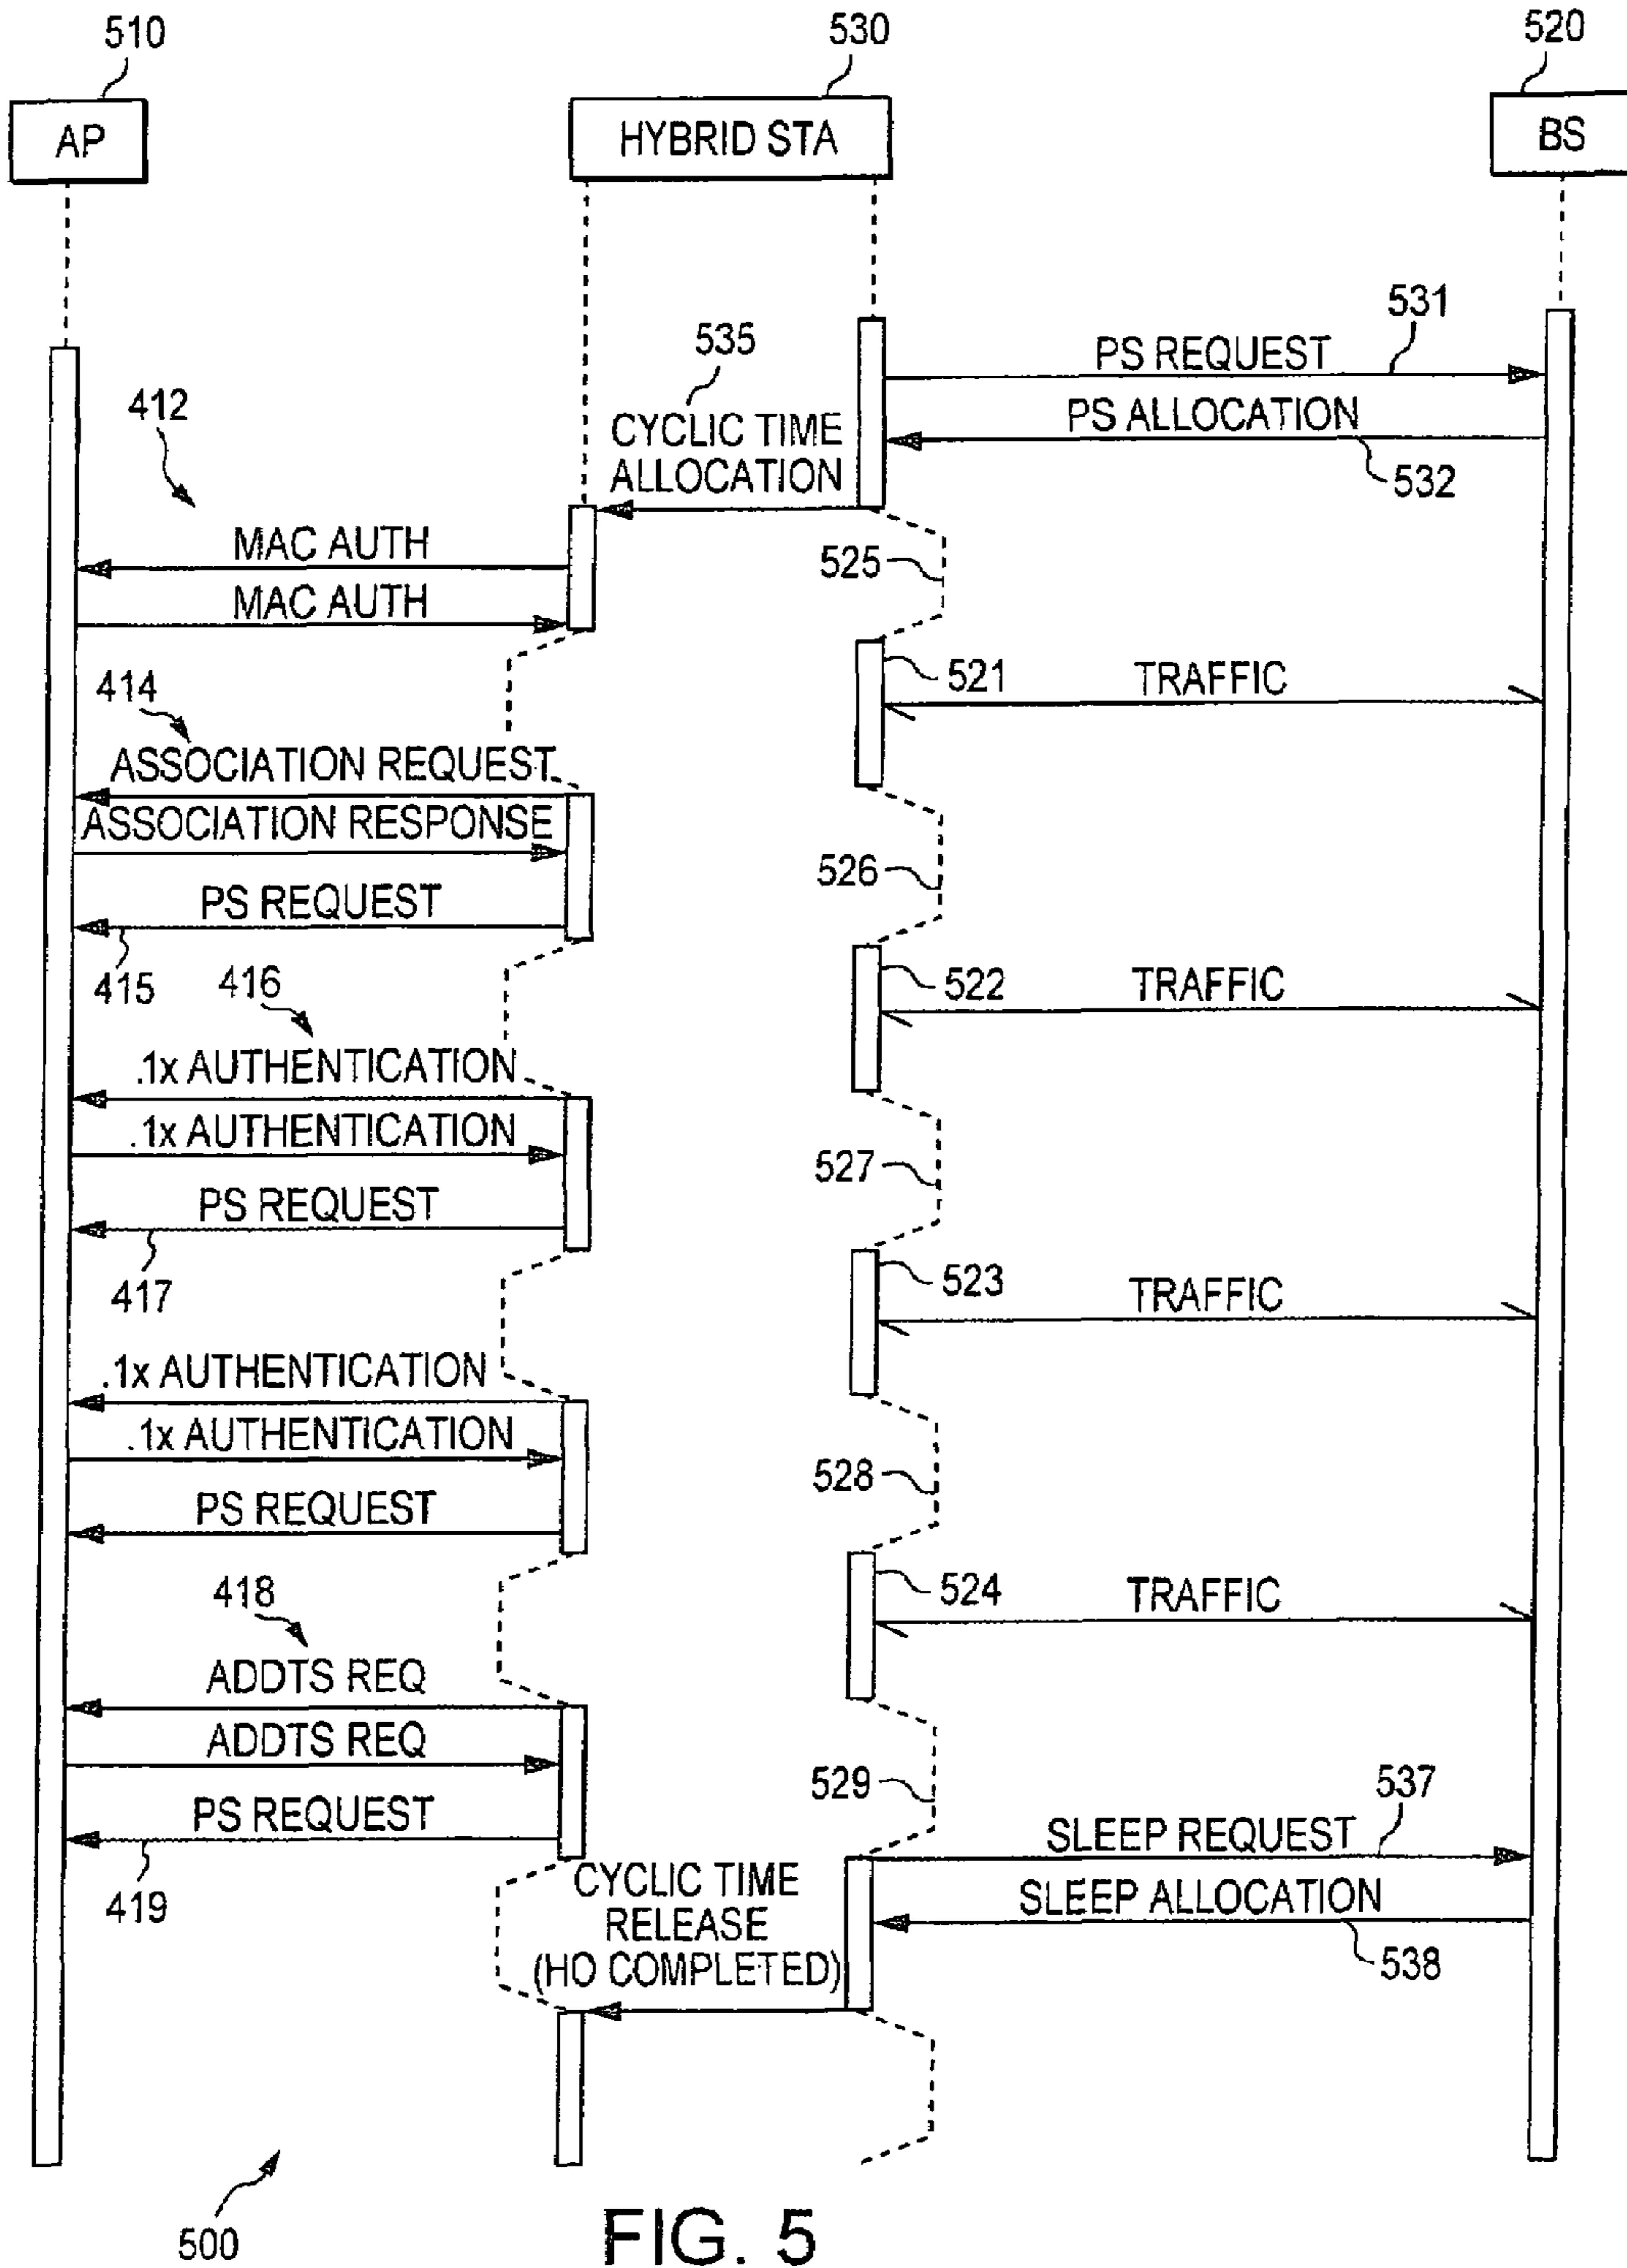 510
530
520
AP
HYBRID STA
BS
531
535
PS REQUEST
412
CYCLIC TIME
ALLOCATION
PS ALLOCATION
532
MAC AUTH
525
MAC AUTH
414
521
TRAFFIC
ASSOCIATION REQUEST
ASSOCIATION RESPONSE
526
PS REQUEST
415
416
522
TRAFFIC
.1x AUTHENTICATION
.1x AUTHENTICATION
527
PS REQUEST
417
523
TRAFFIC
.1x AUTHENTICATION
.1x AUTHENTICATION
528
PS REQUEST
418
524
TRAFFIC
ADDTS REQ
ADDTS REQ
529
537
PS REQUEST
SLEEP REQUEST
419
CYCLIC TIME
RELEASE
(HO COMPLETED)
SLEEP ALLOCATION
538
500
FIG. 5